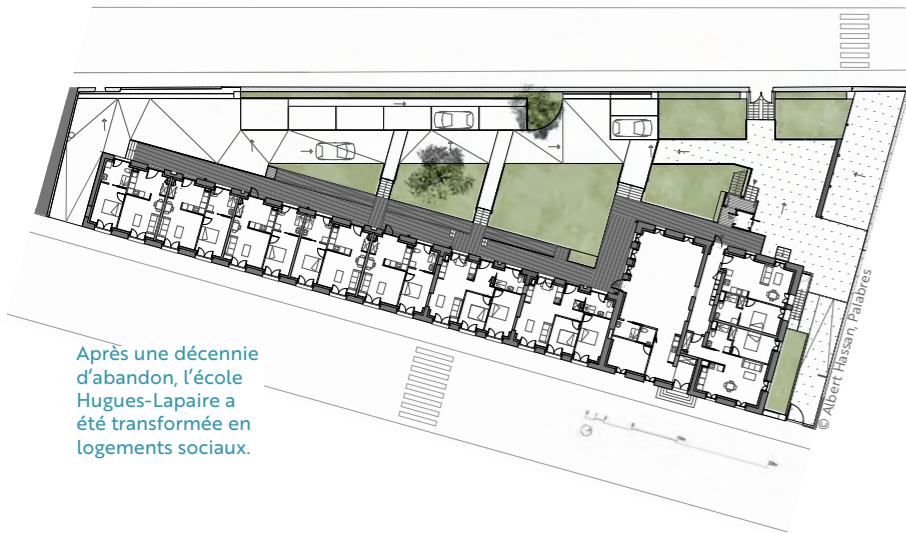 Après une décennie
d’abandon, l’école
Hugues-Lapaire a
été transformée en
logements sociaux.
© Albert Hassan, Palabres